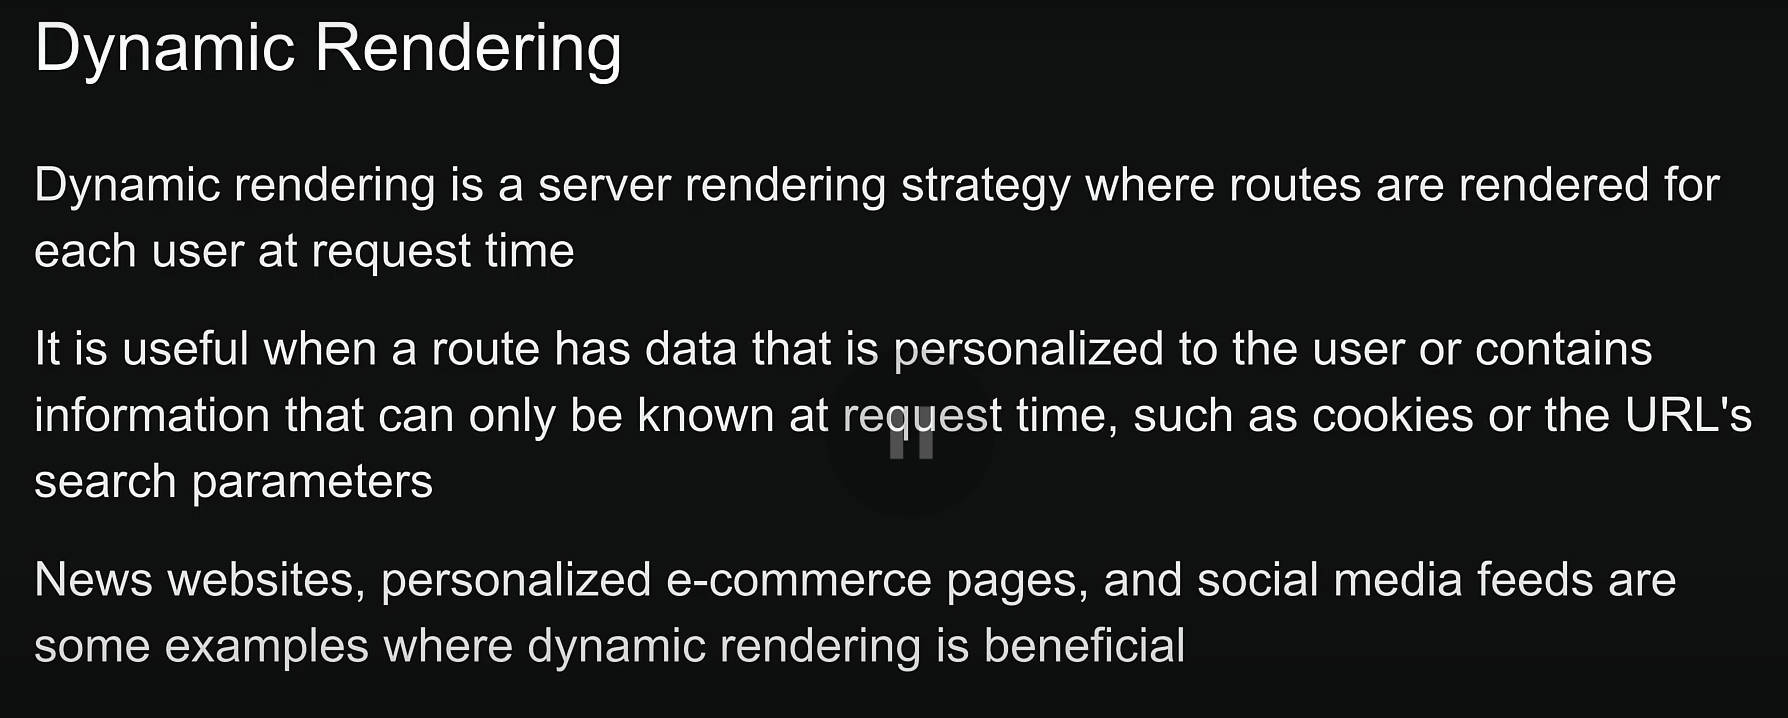 Dynamic Rendering
Dynamic rendering is a server rendering strategy where routes are rendered for
each user at request time
It is useful when a route has data that is personalized to the user or contains
information that can only be known at request time, such as cookies or the URL's
search parameters
News websites, personalized e-commerce pages, and social media feeds are
some examples where dynamic rendering is beneficial